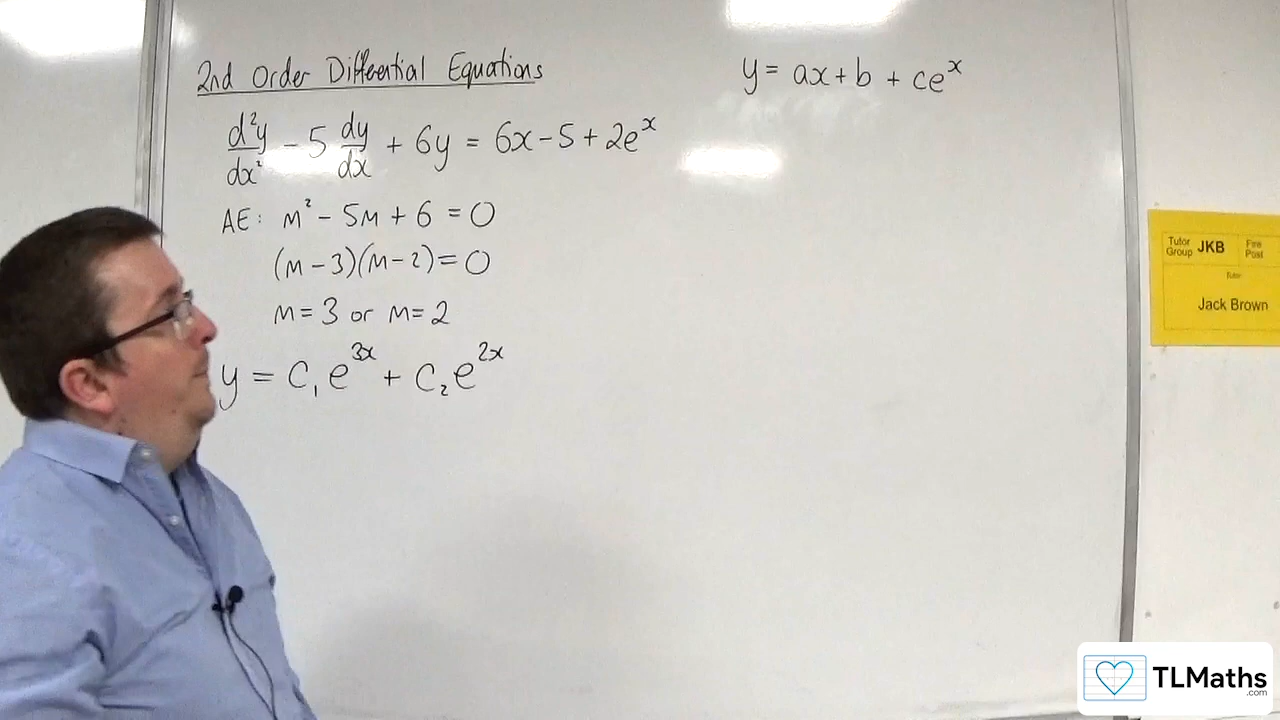 2nd Order Differential Equations
d²y/dx² - 5 dy/dx + 6y = 6x - 5 + 2eˣ
AE: m² - 5m + 6 = 0
(m - 3)(m - 2) = 0
m = 3 or m = 2
y = C₁e³ˣ + C₂e²ˣ
y = ax + b + ceˣ
Tutor Group JKB Fire Post
Tutor
Jack Brown
TLMaths
.com